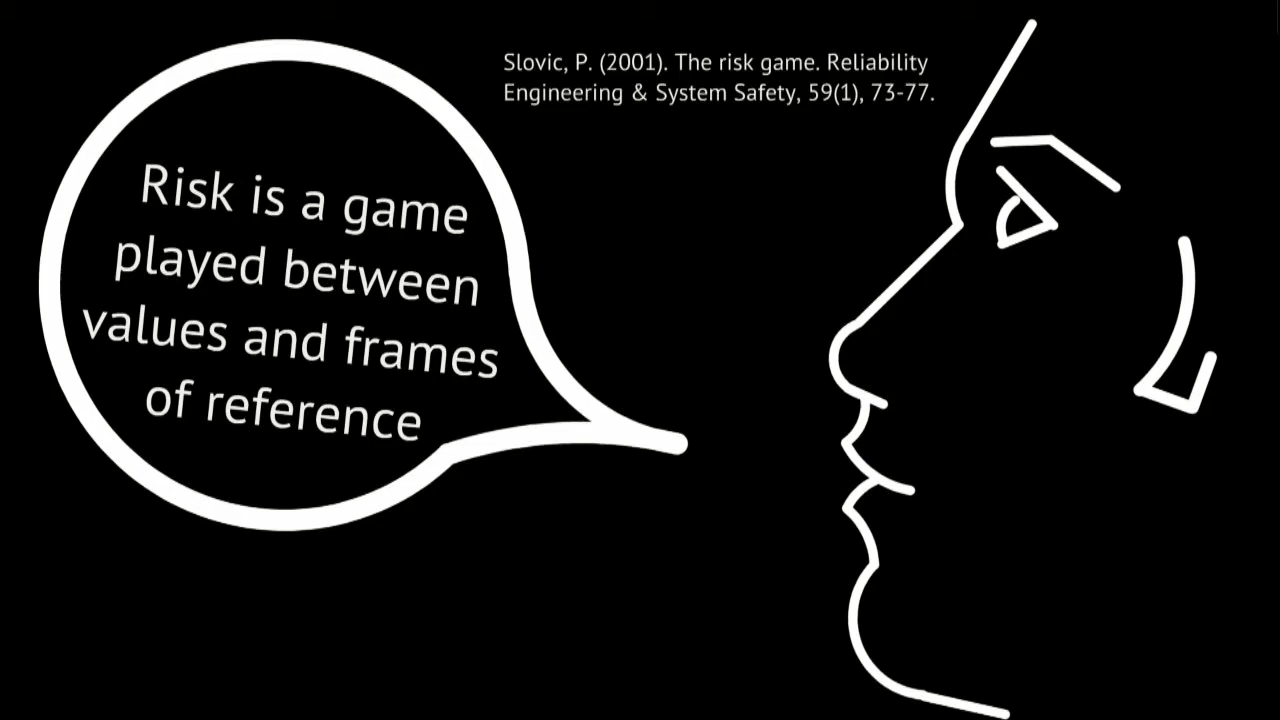 Slovic, P. (2001). The risk game. Reliability
Engineering & System Safety, 59(1), 73-77.
Risk is a game
played between
values and frames
of reference